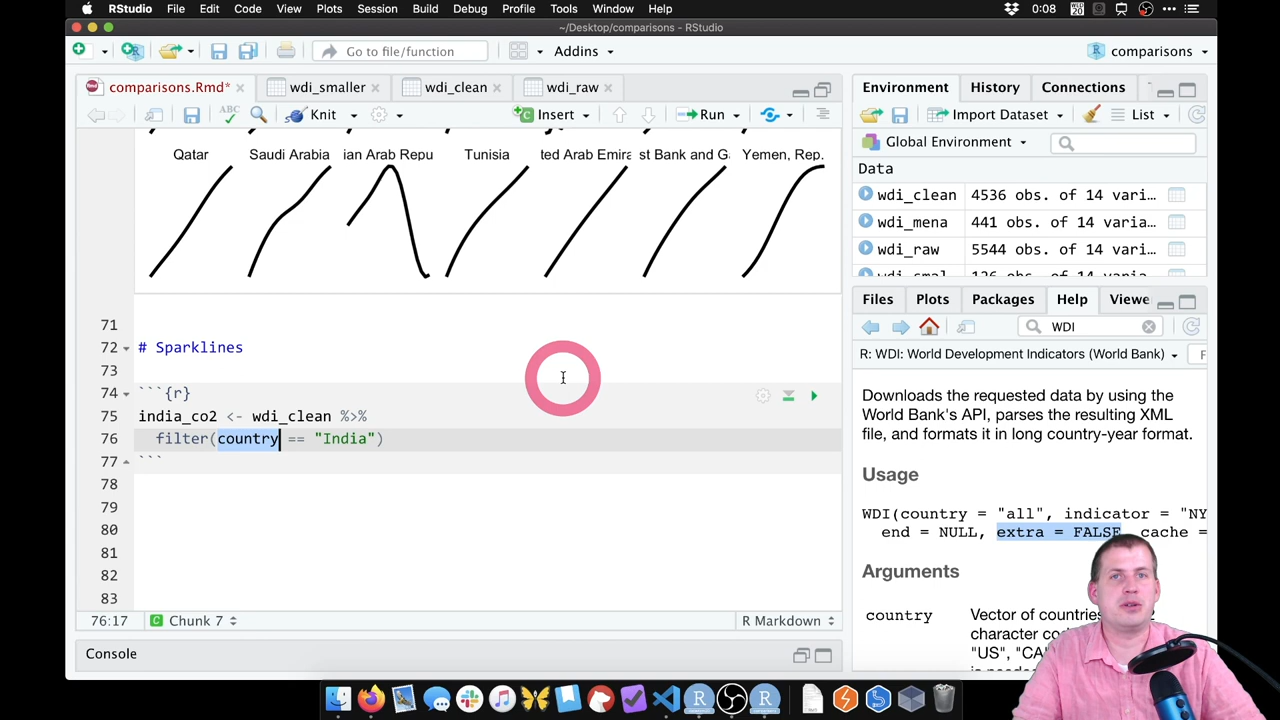 RStudio File Edit Code View Plots Session Build Debug Profile Tools Window Help 0:08 WED 20
~/Desktop/comparisons - RStudio
Go to file/function Addins comparisons
comparisons.Rmd* wdi_smaller wdi_clean wdi_raw
ABC Knit Insert Run
Qatar Saudi Arabia ian Arab Repu Tunisia ted Arab Emira st Bank and Ga Yemen, Rep.
71
72 # Sparklines
73
74 ```{r}
75 india_co2 <- wdi_clean %>%
76 filter(country == "India")
77 ```
78
79
80
81
82
83
76:17 Chunk 7 R Markdown
Console
Environment History Connections
Import Dataset List
Global Environment
Data
wdi_clean 4536 obs. of 14 vari…
wdi_mena 441 obs. of 14 varia…
wdi_raw 5544 obs. of 14 vari…
Files Plots Packages Help Viewe
WDI
R: WDI: World Development Indicators (World Bank)
Downloads the requested data by using the
World Bank's API, parses the resulting XML
file, and formats it in long country-year format.
Usage
WDI(country = "all", indicator = "NY
end = NULL, extra = FALSE, cache =
Arguments
country Vector of countries
character co
"US", "CA